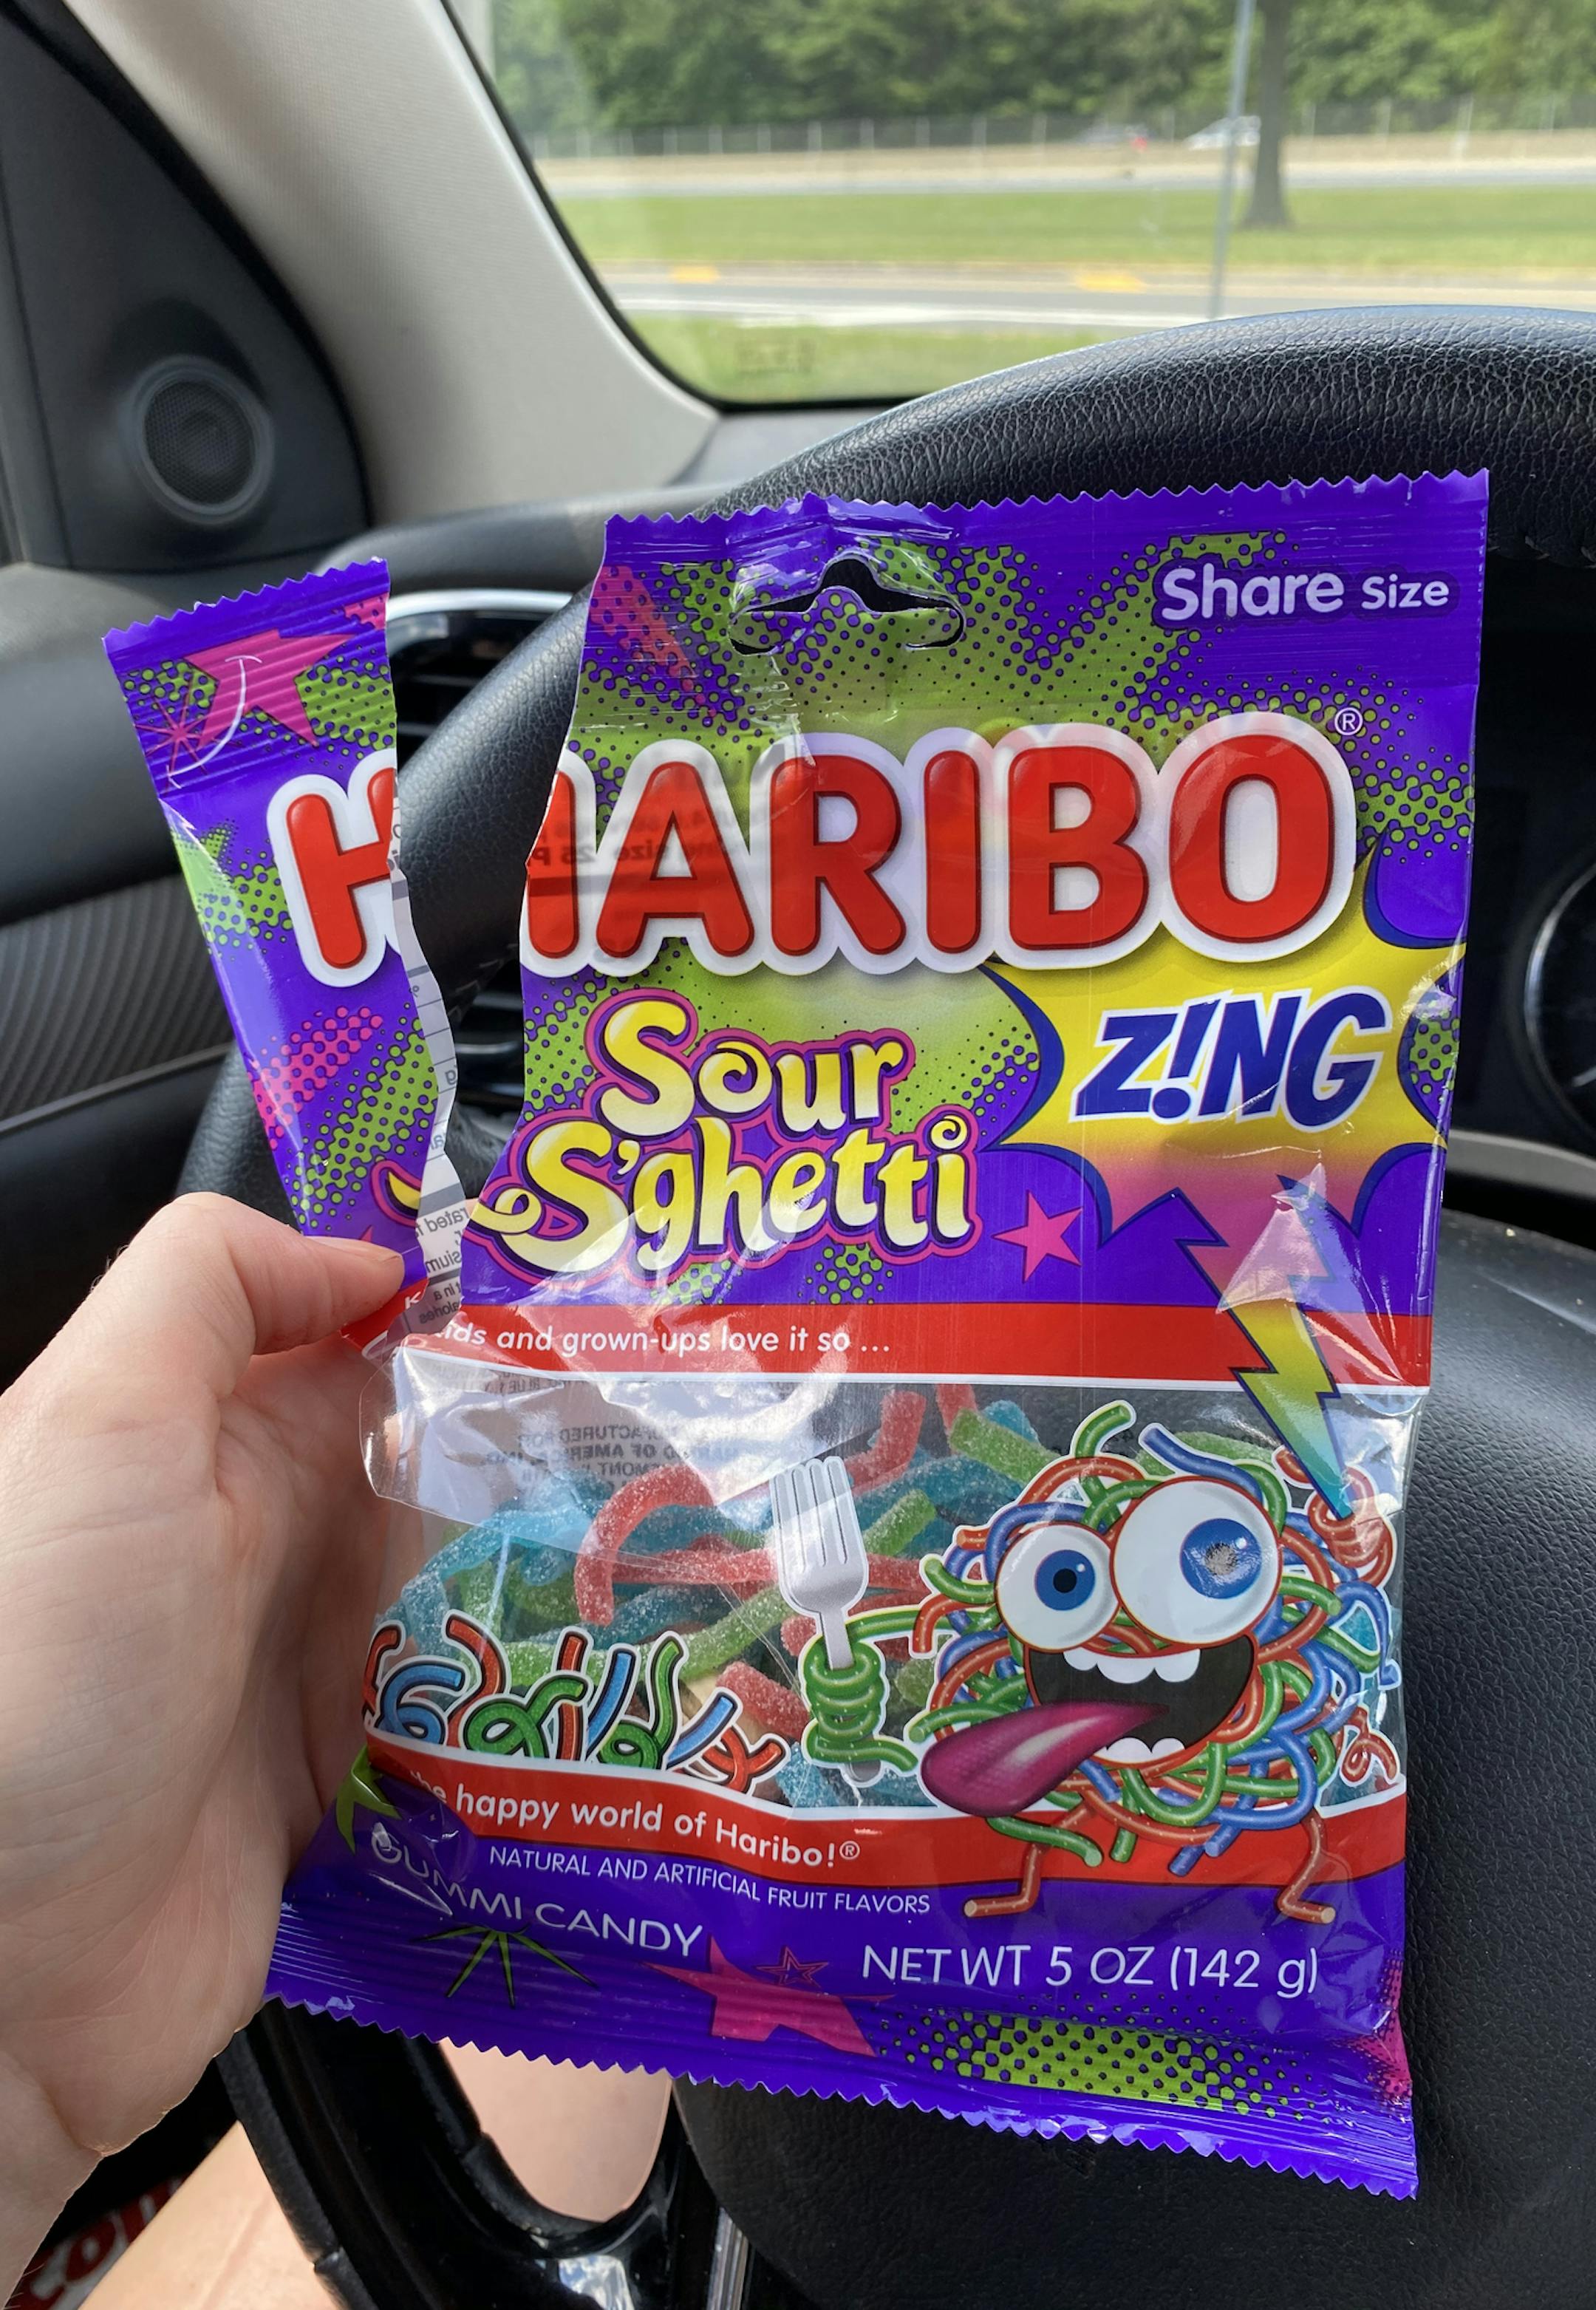 Share Size
HARIBO®
Z!NG
Sour
S'ghetti
Kids and grown-ups love it so ...
the happy world of Haribo!®
NATURAL AND ARTIFICIAL FRUIT FLAVORS
GUMMI CANDY
NET WT 5 OZ (142 g)